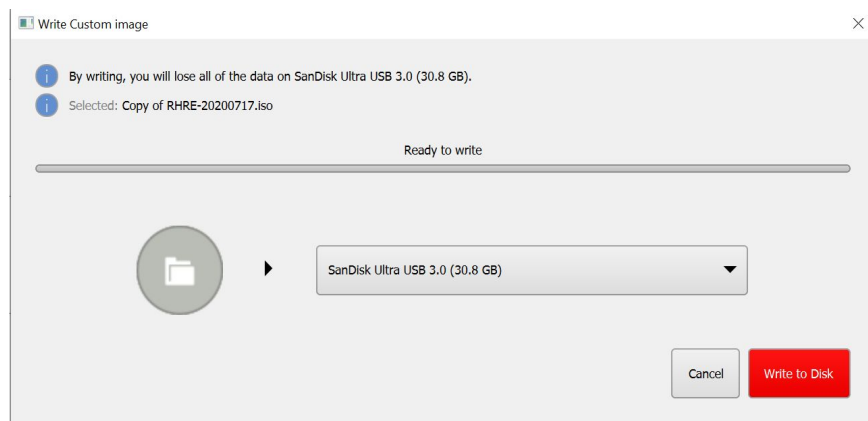 Write Custom image
By writing, you will lose all of the data on SanDisk Ultra USB 3.0 (30.8 GB).
Selected: Copy of RHRE-20200717.iso
Ready to write
SanDisk Ultra USB 3.0 (30.8 GB)
Cancel
Write to Disk